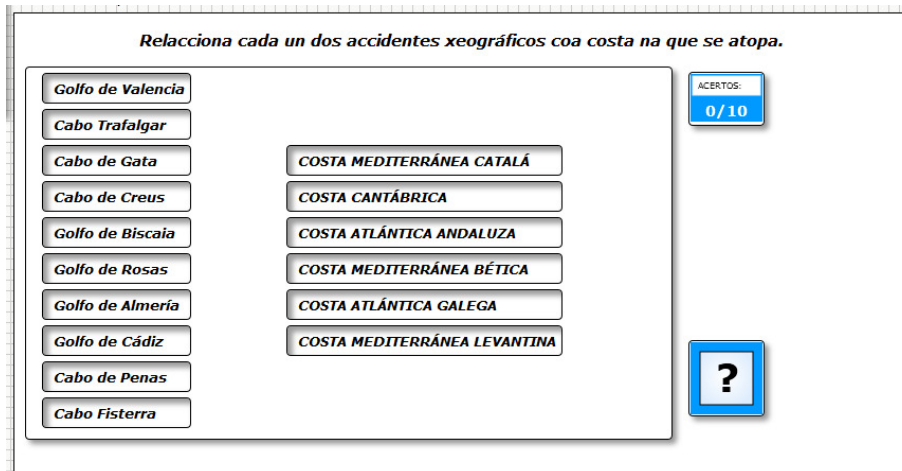 Relacciona cada un dos accidentes xeográficos coa costa na que se atopa.
Golfo de Valencia
Cabo Trafalgar
Cabo de Gata
Cabo de Creus
Golfo de Biscaia
Golfo de Rosas
Golfo de Almería
Golfo de Cádiz
Cabo de Penas
Cabo Fisterra
COSTA MEDITERRÁNEA CATALÁ
COSTA CANTÁBRICA
COSTA ATLÁNTICA ANDALUZA
COSTA MEDITERRÁNEA BÉTICA
COSTA ATLÁNTICA GALEGA
COSTA MEDITERRÁNEA LEVANTINA
ACERTOS:
0/10
?